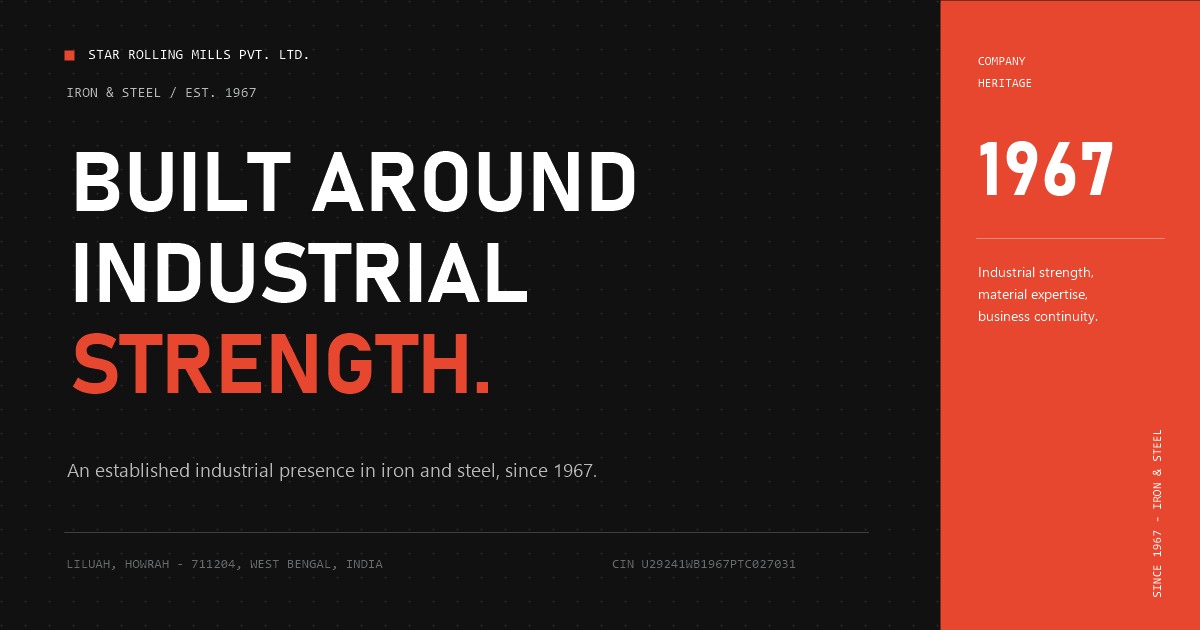 STAR ROLLING MILLS PVT. LTD.
IRON & STEEL / EST. 1967
BUILT AROUND
INDUSTRIAL
STRENGTH.
An established industrial presence in iron and steel, since 1967.
LILUAH, HOWRAH - 711204, WEST BENGAL, INDIA
CIN U29241WB1967PTC027031
COMPANY
HERITAGE
1967
Industrial strength,
material expertise,
business continuity.
SINCE 1967 - IRON & STEEL